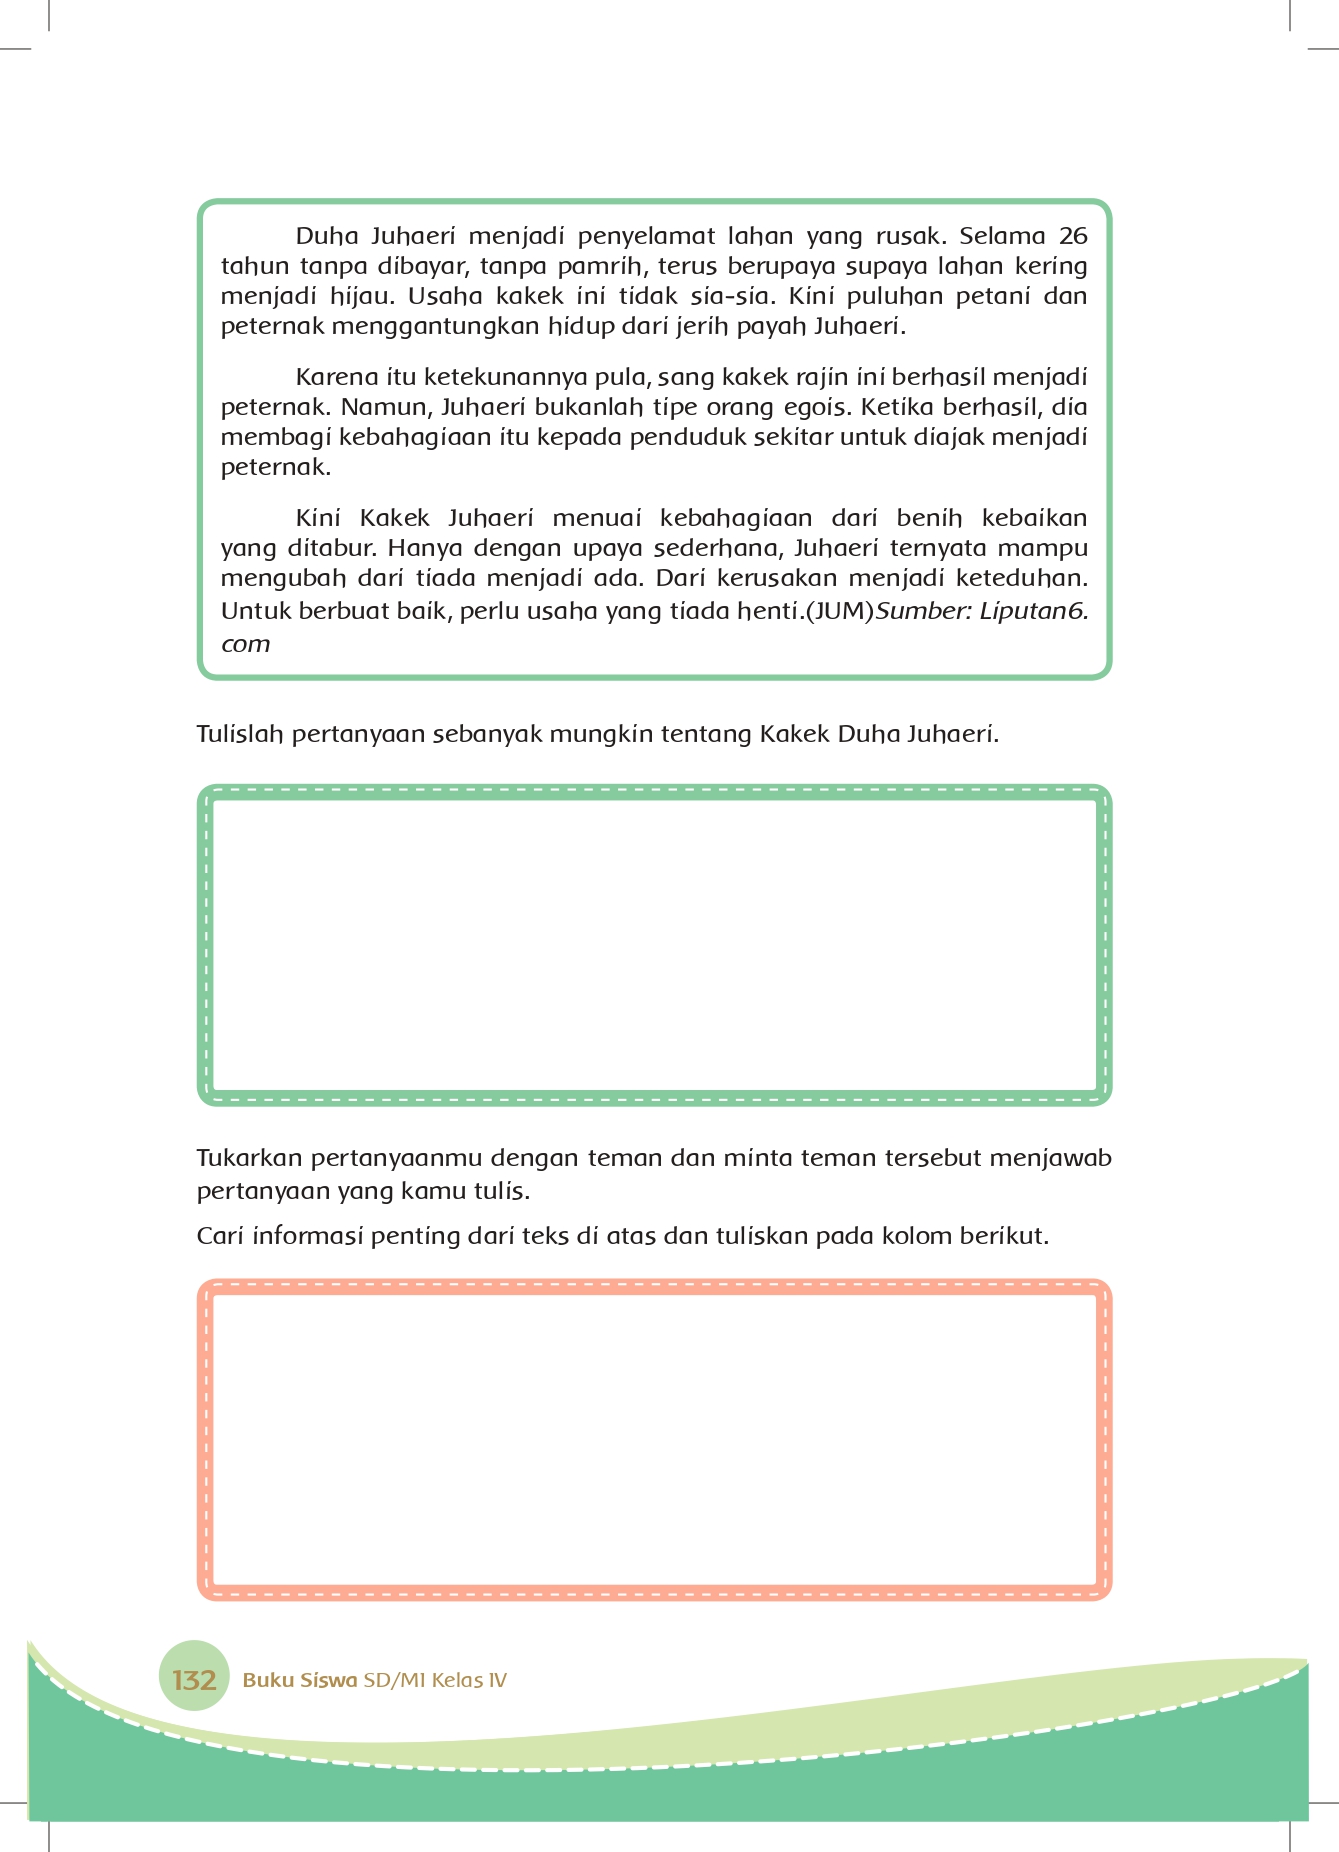 Duha Juhaeri menjadi penyelamat lahan yang rusak. Selama 26
tahun tanpa dibayar, tanpa pamrih, terus berupaya supaya lahan kering
menjadi hijau. Usaha kakek ini tidak sia-sia. Kini puluhan petani dan
peternak menggantungkan hidup dari jerih payah Juhaeri.
Karena itu ketekunannya pula, sang kakek rajin ini berhasil menjadi
peternak. Namun, Juhaeri bukanlah tipe orang egois. Ketika berhasil, dia
membagi kebahagiaan itu kepada penduduk sekitar untuk diajak menjadi
peternak.
Kini Kakek Juhaeri menuai kebahagiaan dari benih kebaikan
yang ditabur. Hanya dengan upaya sederhana, Juhaeri ternyata mampu
mengubah dari tiada menjadi ada. Dari kerusakan menjadi keteduhan.
Untuk berbuat baik, perlu usaha yang tiada henti.(JUM)Sumber: Liputan6.
com
Tulislah pertanyaan sebanyak mungkin tentang Kakek Duha Juhaeri.
Tukarkan pertanyaanmu dengan teman dan minta teman tersebut menjawab
pertanyaan yang kamu tulis.
Cari informasi penting dari teks di atas dan tuliskan pada kolom berikut.
132 Buku Siswa SD/MI Kelas IV